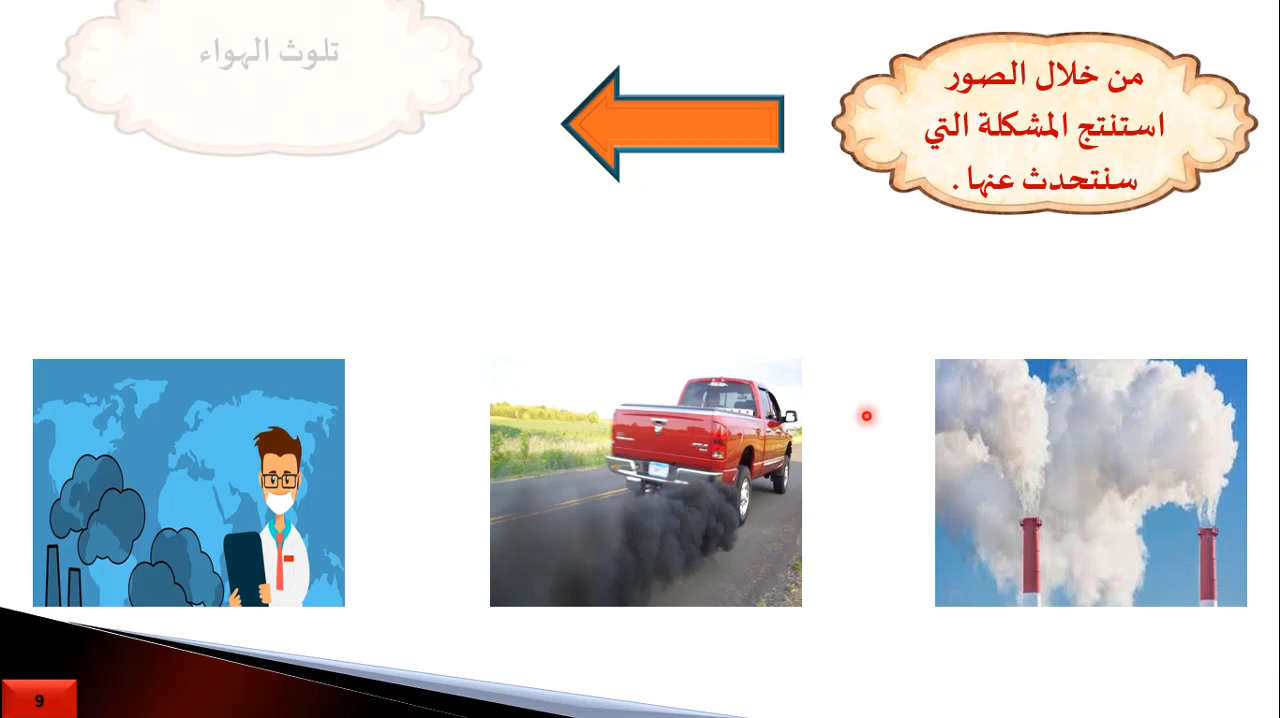 من خلال الصور
استنتج المشكلة التي
سنتحدث عنها .
تلوث الهواء
9